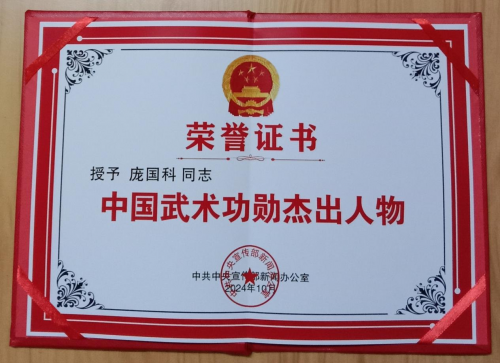 荣誉证书
授予 庞国科 同志
中国武术功勋杰出人物
中共中央宣传部新闻办公室
2024年10月